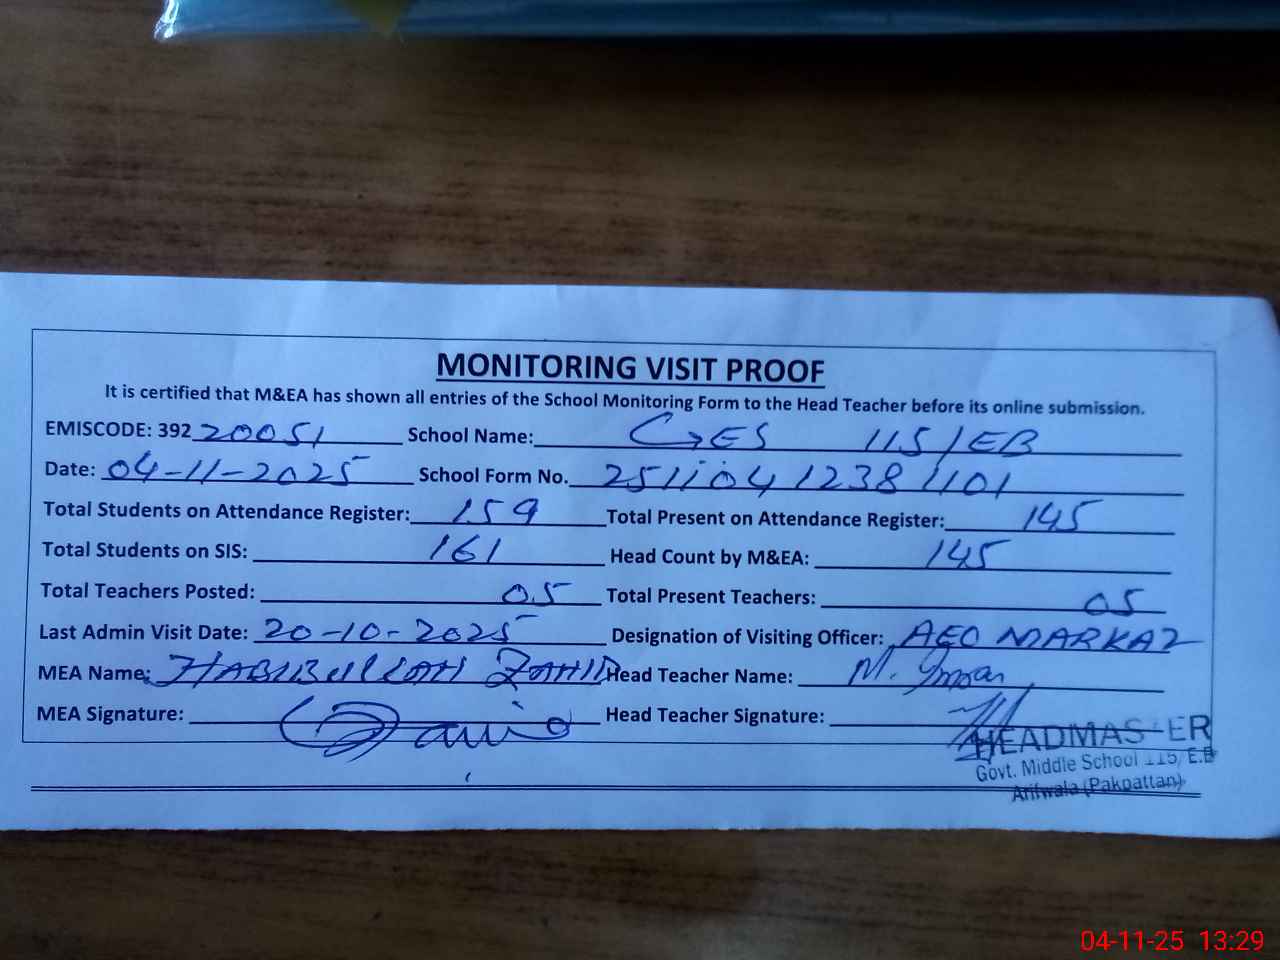 MONITORING VISIT PROOF
It is certified that M&EA has shown all entries of the School Monitoring Form to the Head Teacher before its online submission.
EMISCODE: 392 20051 School Name: GES 115/EB
Date: 04-11-2025 School Form No. 2511041238 1101
Total Students on Attendance Register: 159 Total Present on Attendance Register: 145
Total Students on SIS: 161 Head Count by M&EA: 145
Total Teachers Posted: 05 Total Present Teachers: 05
Last Admin Visit Date: 20-10-2025 Designation of Visiting Officer: AEO MARKAZ
MEA Name: HABIBULLAH ZAHID Head Teacher Name: M. Imran
MEA Signature: Head Teacher Signature:
HEADMASTER
Govt. Middle School 115/E.B
Arifwala (Pakpattan)
04-11-25 13:29